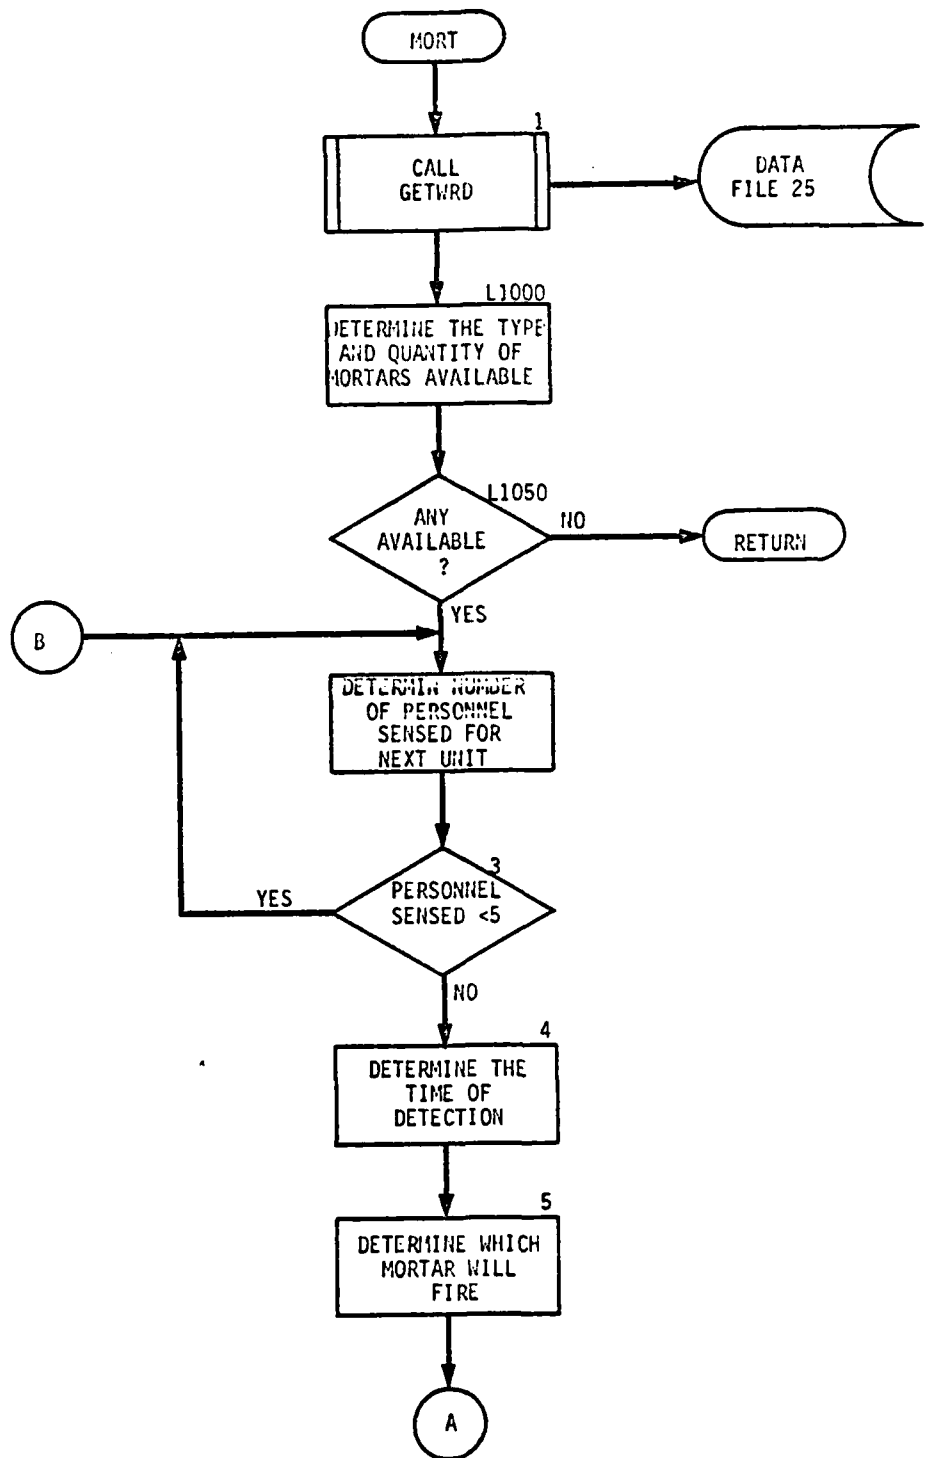 MORT
1
CALL
GETWRD
DATA
FILE 25
L1000
DETERMINE THE TYPE
AND QUANTITY OF
MORTARS AVAILABLE
L1050
ANY
AVAILABLE
?
NO
RETURN
YES
B
DETERMIN NUMBER
OF PERSONNEL
SENSED FOR
NEXT UNIT
3
PERSONNEL
SENSED <5
YES
NO
4
DETERMINE THE
TIME OF
DETECTION
5
DETERMINE WHICH
MORTAR WILL
FIRE
A